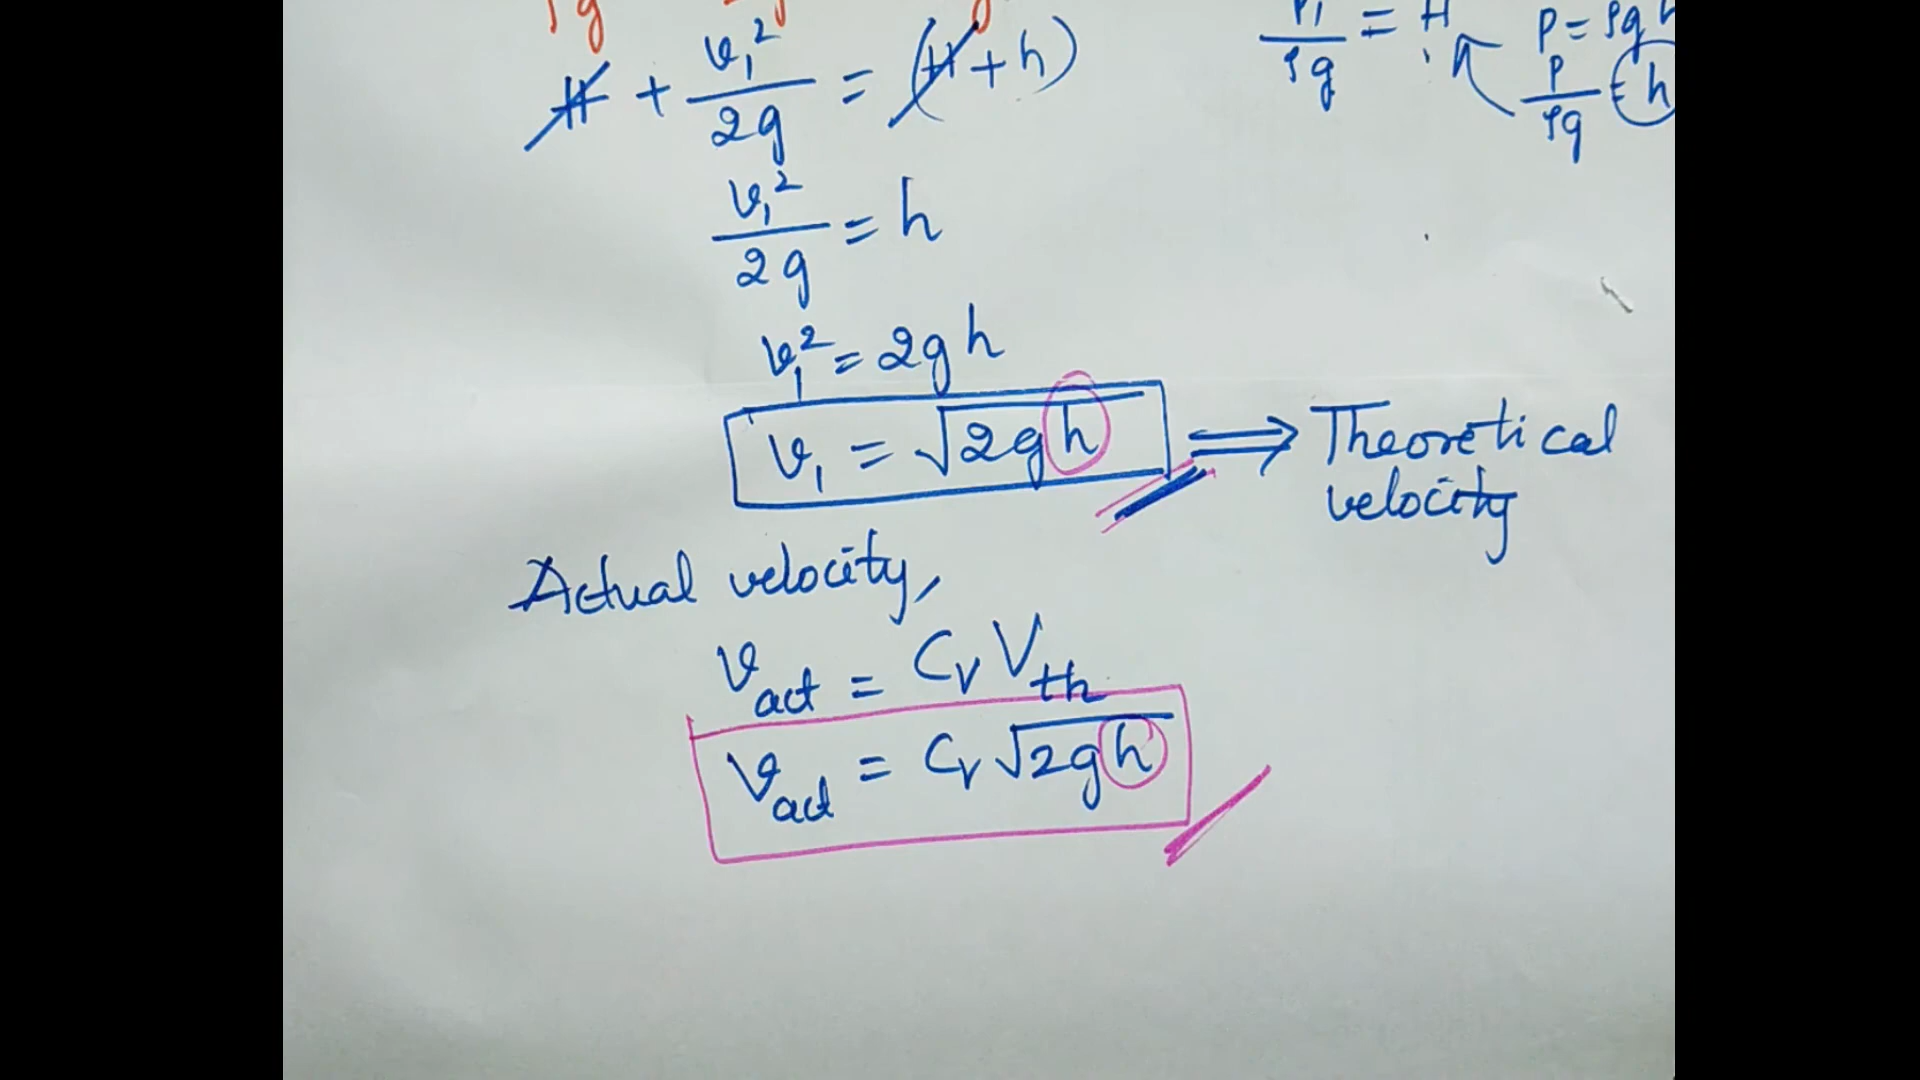 ρg
H + v₁²/2g = (H + h)
P₁/ρg = H
P = ρgh
P/ρg = h
v₁²/2g = h
v₁² = 2gh
v₁ = √2gh ⟹ Theoretical velocity
Actual velocity,
v_act = C_v V_th
v_act = C_v √2gh